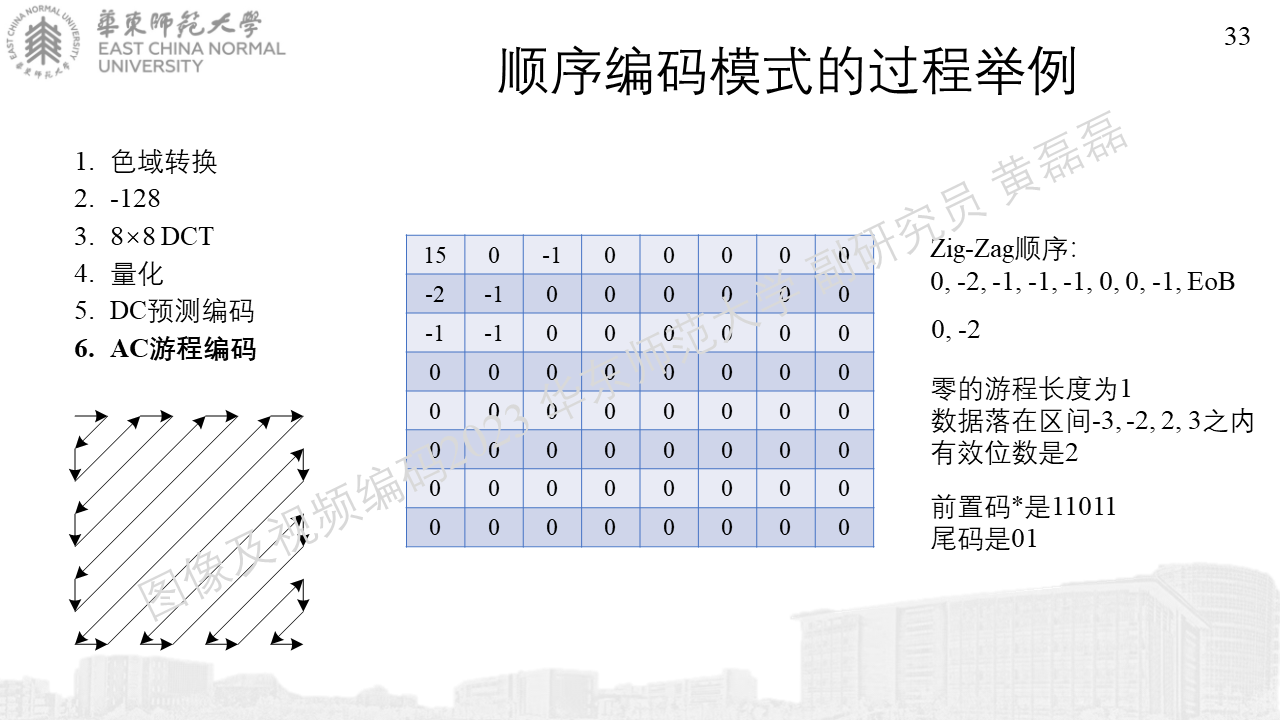 華東師範大學
EAST CHINA NORMAL
UNIVERSITY
EAST CHINA NORMAL UNIVERSITY
華東师范大学
33
顺序编码模式的过程举例
1. 色域转换
2. -128
3. 8×8 DCT
4. 量化
5. DC预测编码
6. AC游程编码
15 0 -1 0 0 0 0 0
-2 -1 0 0 0 0 0 0
-1 -1 0 0 0 0 0 0
0 0 0 0 0 0 0 0
0 0 0 0 0 0 0 0
0 0 0 0 0 0 0 0
0 0 0 0 0 0 0 0
0 0 0 0 0 0 0 0
Zig-Zag顺序：
0, -2, -1, -1, -1, 0, 0, -1, EoB
0, -2
零的游程长度为1
数据落在区间-3, -2, 2, 3之内
有效位数是2
前置码*是11011
尾码是01
图像及视频编码2023 华东师范大学 副研究员 黄磊磊